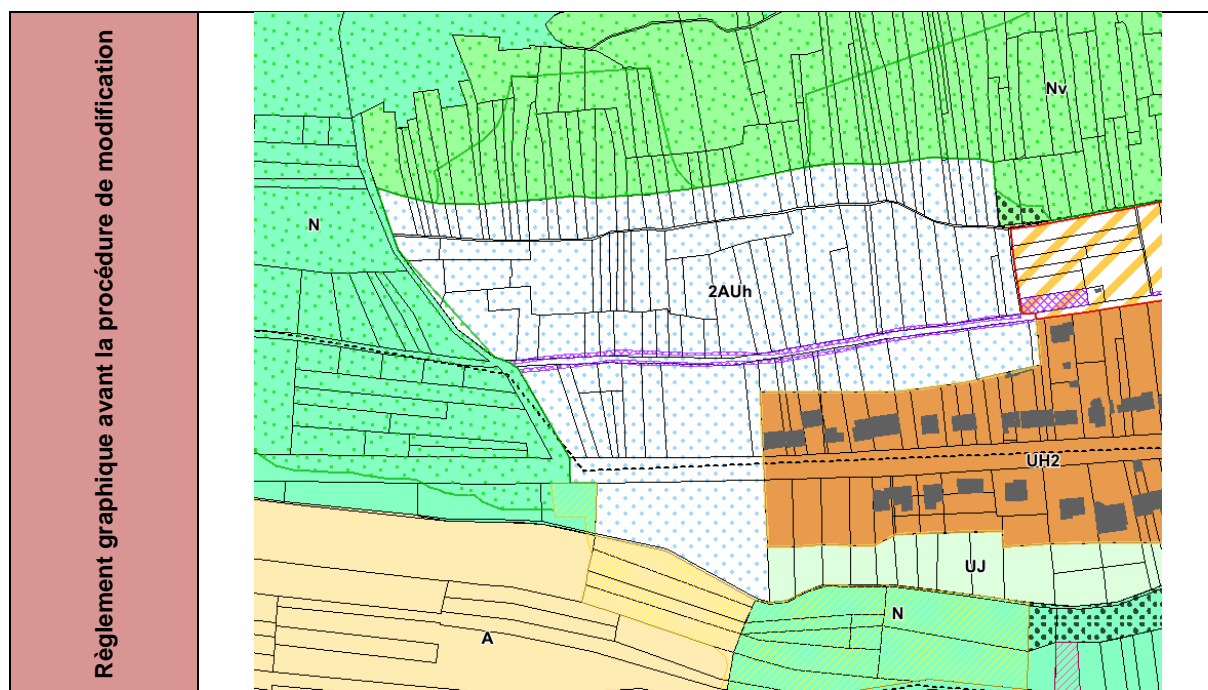 Règlement graphique avant la procédure de modification
Nv
N
2AUh
UH2
UJ
N
A